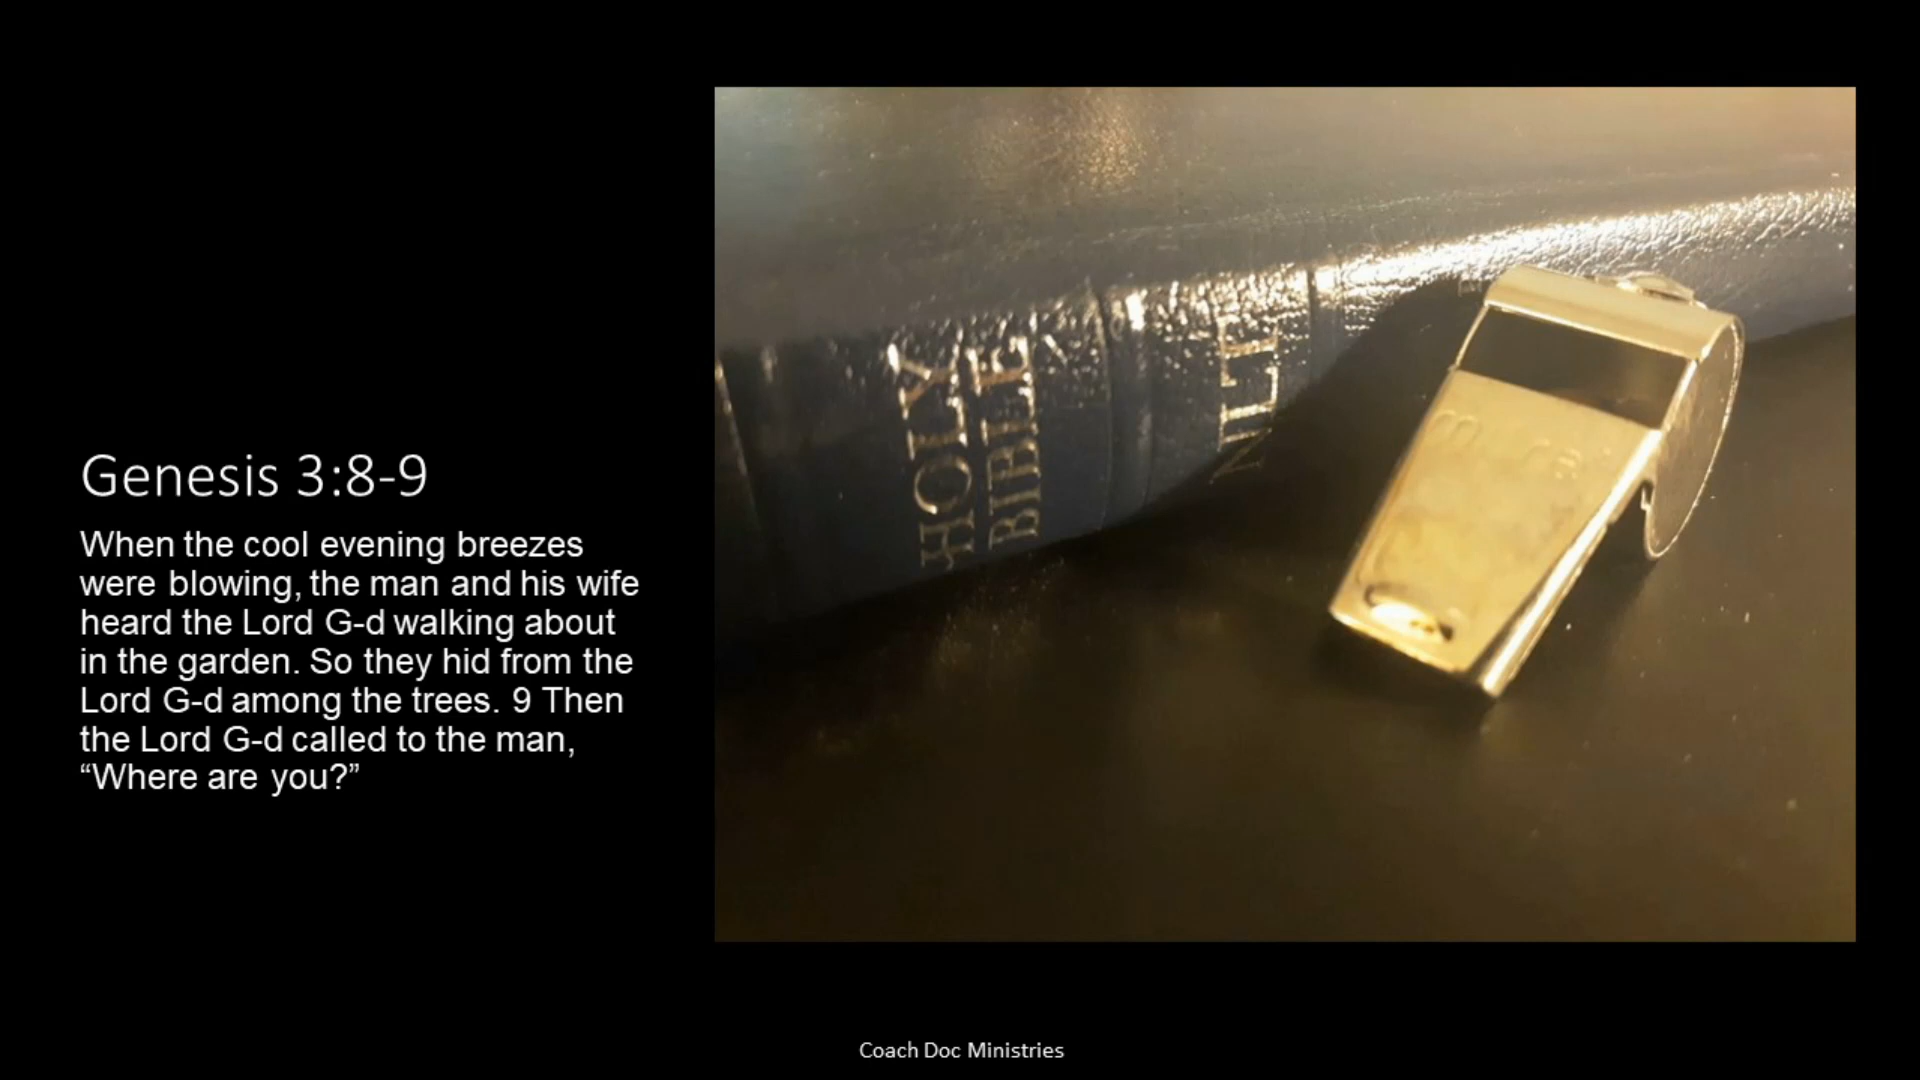 Genesis 3:8-9
When the cool evening breezes
were blowing, the man and his wife
heard the Lord G-d walking about
in the garden. So they hid from the
Lord G-d among the trees. 9 Then
the Lord G-d called to the man,
“Where are you?”
HOLY
BIBLE
NLT
Coach Doc Ministries